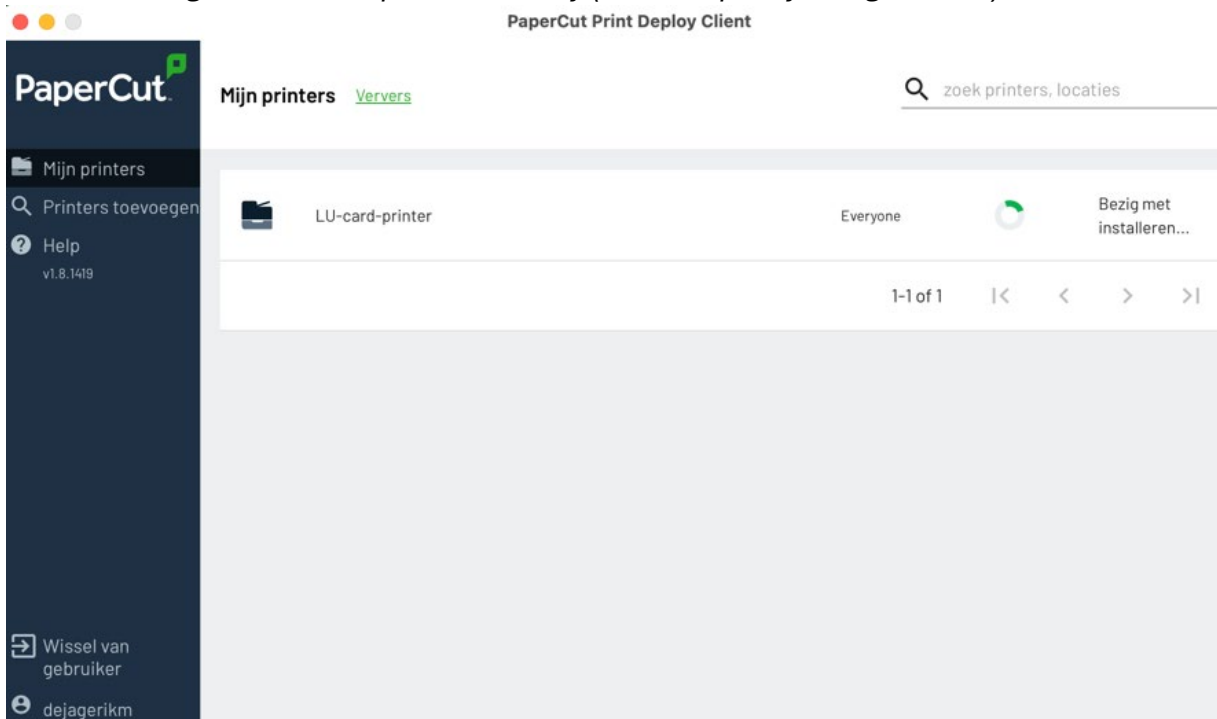 PaperCut Print Deploy Client
PaperCut
Mijn printers Ververs
zoek printers, locaties
Mijn printers
Printers toevoegen
Help
v1.8.1419
LU-card-printer
Everyone
Bezig met
installeren...
1-1 of 1
Wissel van
gebruiker
dejagerikm